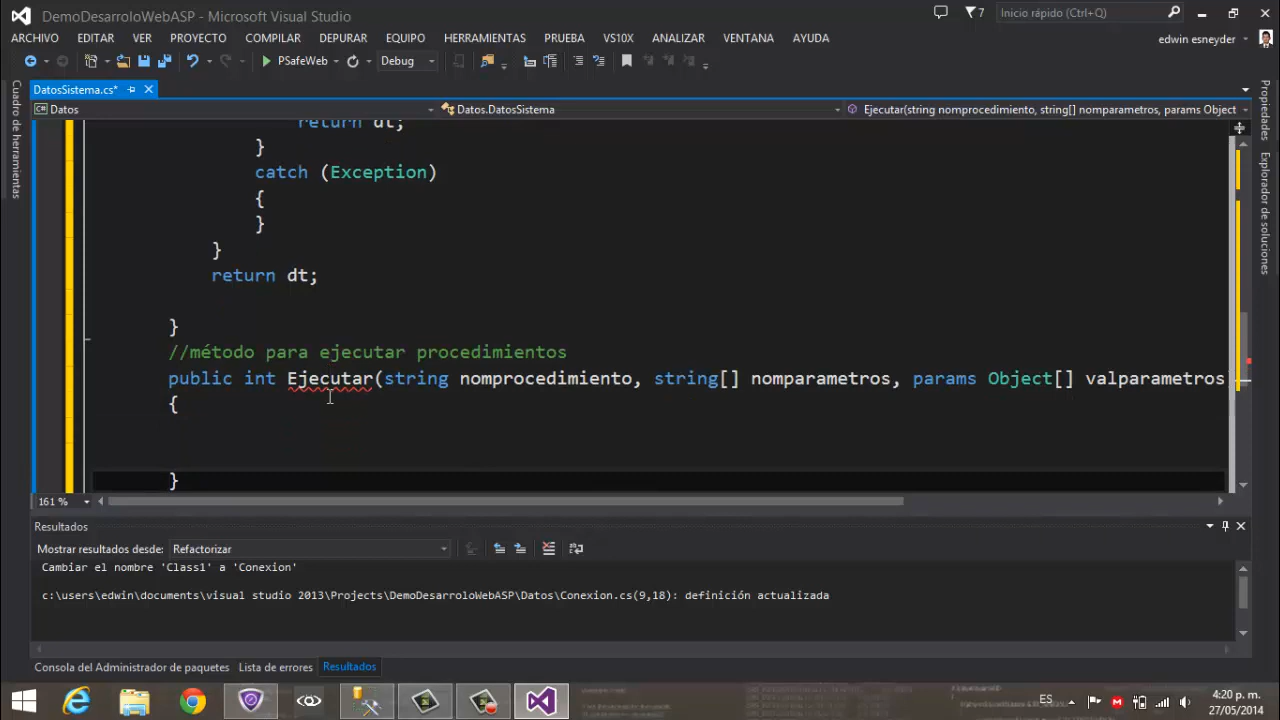 DemoDesarroloWebASP - Microsoft Visual Studio
7
Inicio rápido (Ctrl+Q)
ARCHIVO EDITAR VER PROYECTO COMPILAR DEPURAR EQUIPO HERRAMIENTAS PRUEBA VS10X ANALIZAR VENTANA AYUDA
edwin esneyder
PSafeWeb
Debug
DatosSistema.cs*
C# Datos
Datos.DatosSistema
Ejecutar(string nomprocedimiento, string[] nomparametros, params Object
Cuadro de herramientas
Propiedades
Explorador de soluciones
return dt;
}
catch (Exception)
{
}
}
return dt;
}
//método para ejecutar procedimientos
public int Ejecutar(string nomprocedimiento, string[] nomparametros, params Object[] valparametros)
{
}
161 %
Resultados
Mostrar resultados desde: Refactorizar
Cambiar el nombre 'Class1' a 'Conexion'
c:\users\edwin\documents\visual studio 2013\Projects\DemoDesarroloWebASP\Datos\Conexion.cs(9,18): definición actualizada
Consola del Administrador de paquetes
Lista de errores
Resultados
ES
4:20 p. m.
27/05/2014